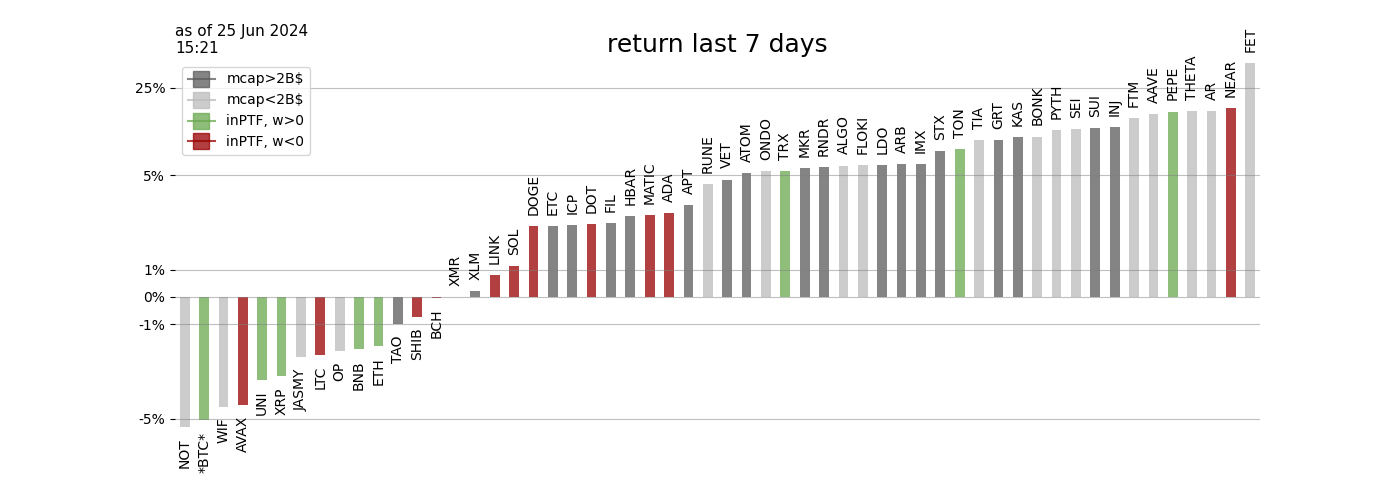 as of 25 Jun 2024
15:21
return last 7 days
mcap>2B$
mcap<2B$
inPTF, w>0
inPTF, w<0
25%
5%
1%
0%
-1%
-5%
NOT
*BTC*
WIF
AVAX
UNI
XRP
JASMY
LTC
OP
BNB
ETH
TAO
SHIB
BCH
XMR
XLM
LINK
SOL
DOGE
ETC
ICP
DOT
FIL
HBAR
MATIC
ADA
APT
RUNE
VET
ATOM
ONDO
TRX
MKR
RNDR
ALGO
FLOKI
LDO
ARB
IMX
STX
TON
TIA
GRT
KAS
BONK
PYTH
SEI
SUI
INJ
FTM
AAVE
PEPE
THETA
AR
NEAR
FET